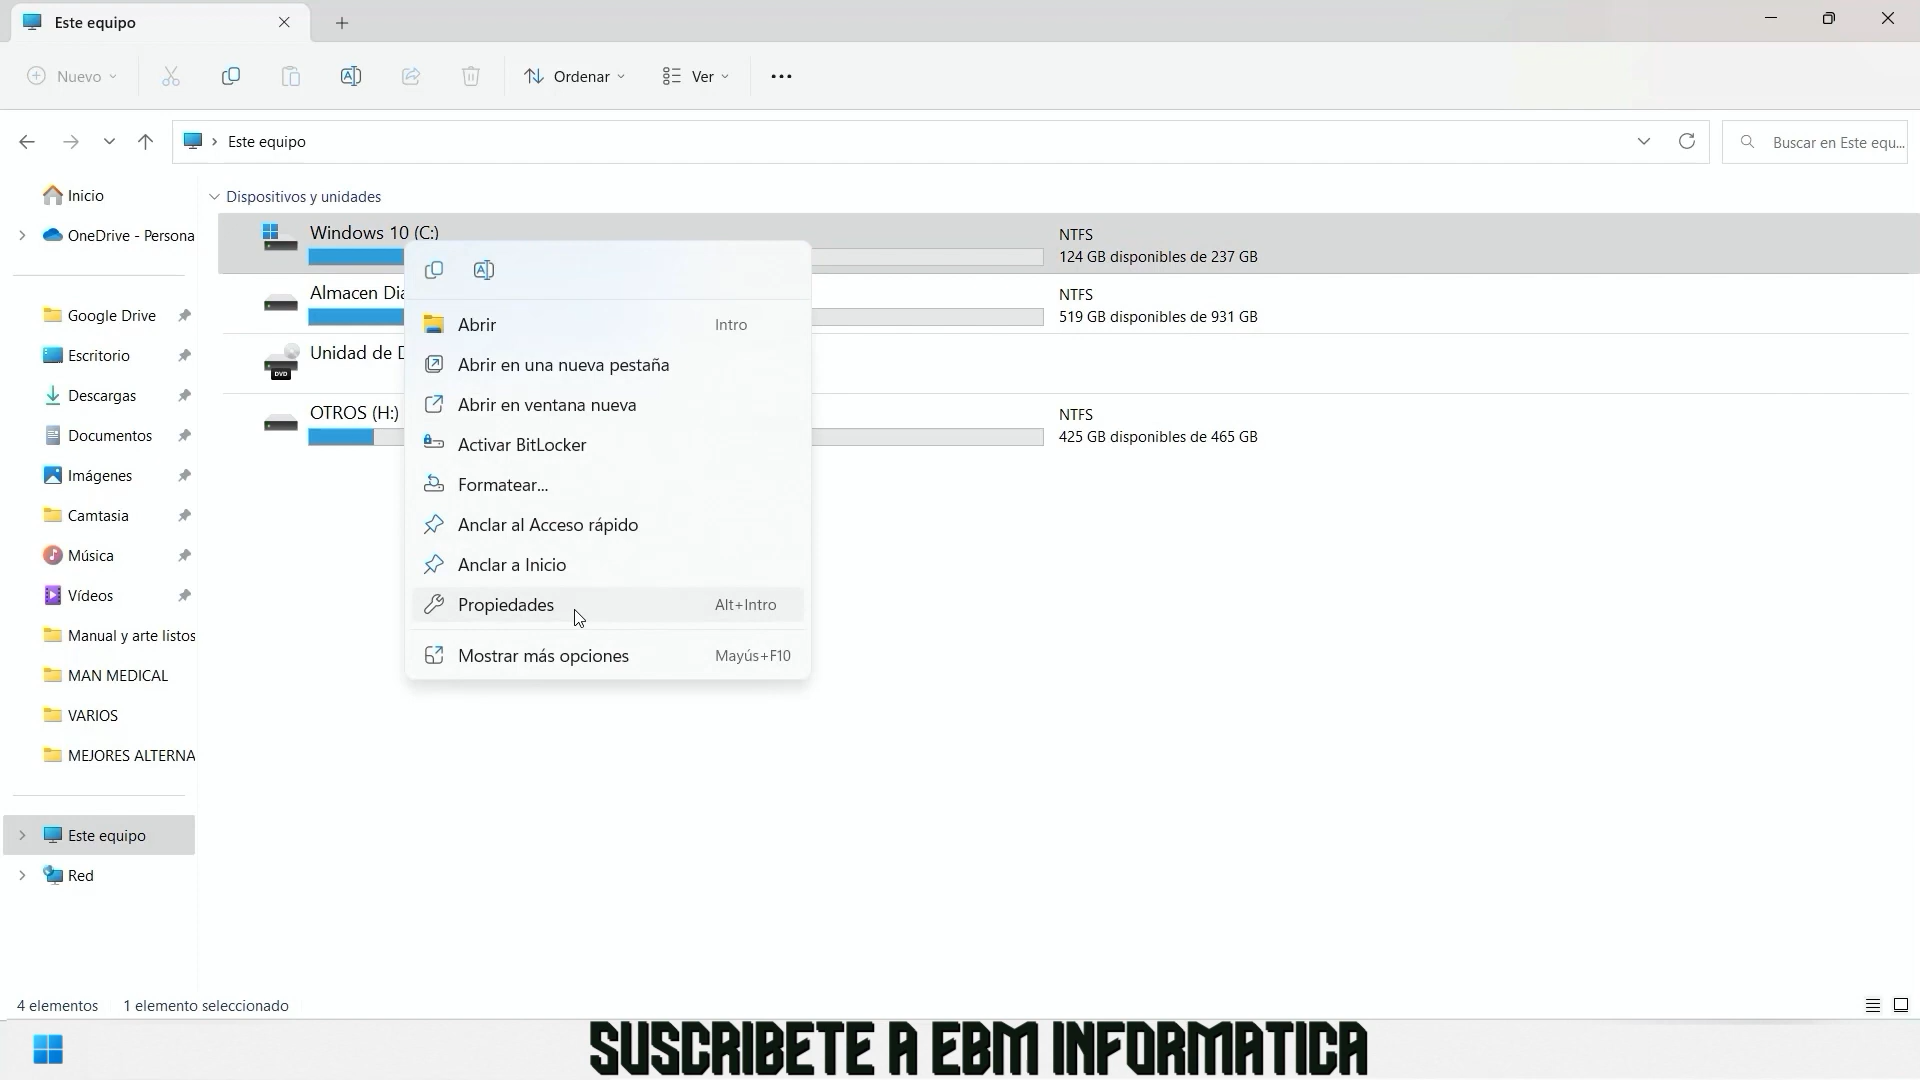 Este equipo
Nuevo
Ordenar
Ver
Este equipo
Buscar en Este equ...
Inicio
OneDrive - Persona
Google Drive
Escritorio
Descargas
Documentos
Imágenes
Camtasia
Música
Vídeos
Manual y arte listos
MAN MEDICAL
VARIOS
MEJORES ALTERNA
Este equipo
Red
Dispositivos y unidades
Windows 10 (C:)
NTFS
124 GB disponibles de 237 GB
Almacen Dia
NTFS
519 GB disponibles de 931 GB
DVD
Unidad de D
OTROS (H:)
NTFS
425 GB disponibles de 465 GB
Abrir Intro
Abrir en una nueva pestaña
Abrir en ventana nueva
Activar BitLocker
Formatear...
Anclar al Acceso rápido
Anclar a Inicio
Propiedades Alt+Intro
Mostrar más opciones Mayús+F10
4 elementos 1 elemento seleccionado
SUSCRIBETE A EBM INFORMATICA